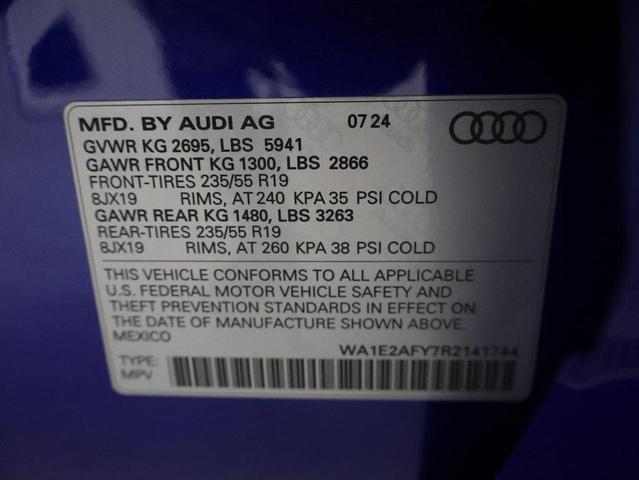 MFD. BY AUDI AG 07 24
GVWR KG 2695, LBS 5941
GAWR FRONT KG 1300, LBS 2866
FRONT-TIRES 235/55 R19
8JX19 RIMS, AT 240 KPA 35 PSI COLD
GAWR REAR KG 1480, LBS 3263
REAR-TIRES 235/55 R19
8JX19 RIMS, AT 260 KPA 38 PSI COLD
THIS VEHICLE CONFORMS TO ALL APPLICABLE
U.S. FEDERAL MOTOR VEHICLE SAFETY AND
THEFT PREVENTION STANDARDS IN EFFECT ON
THE DATE OF MANUFACTURE SHOWN ABOVE.
MEXICO
WA1E2AFY7R2141744
TYPE:
MPV